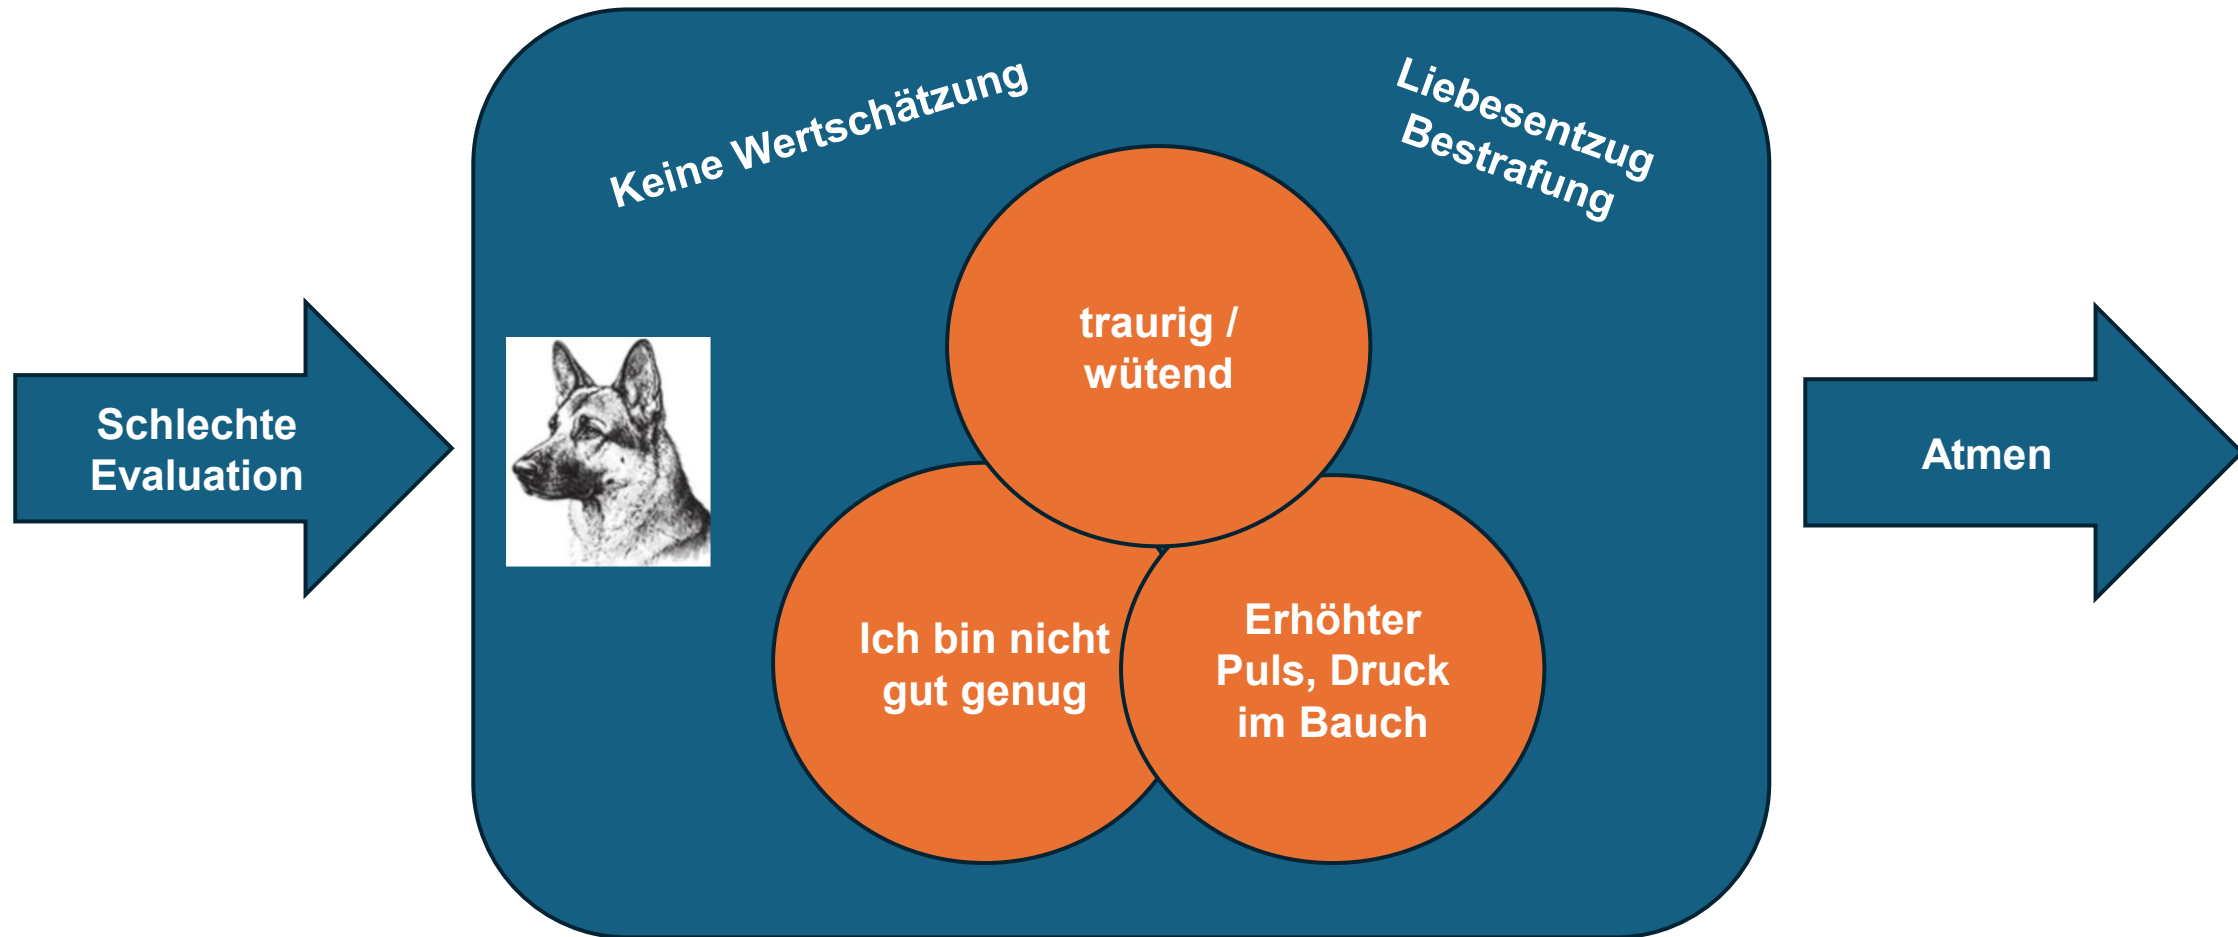 Keine Wertschätzung
Liebesentzug
Bestrafung
Schlechte
Evaluation
traurig /
wütend
Ich bin nicht
gut genug
Erhöhter
Puls, Druck
im Bauch
Atmen